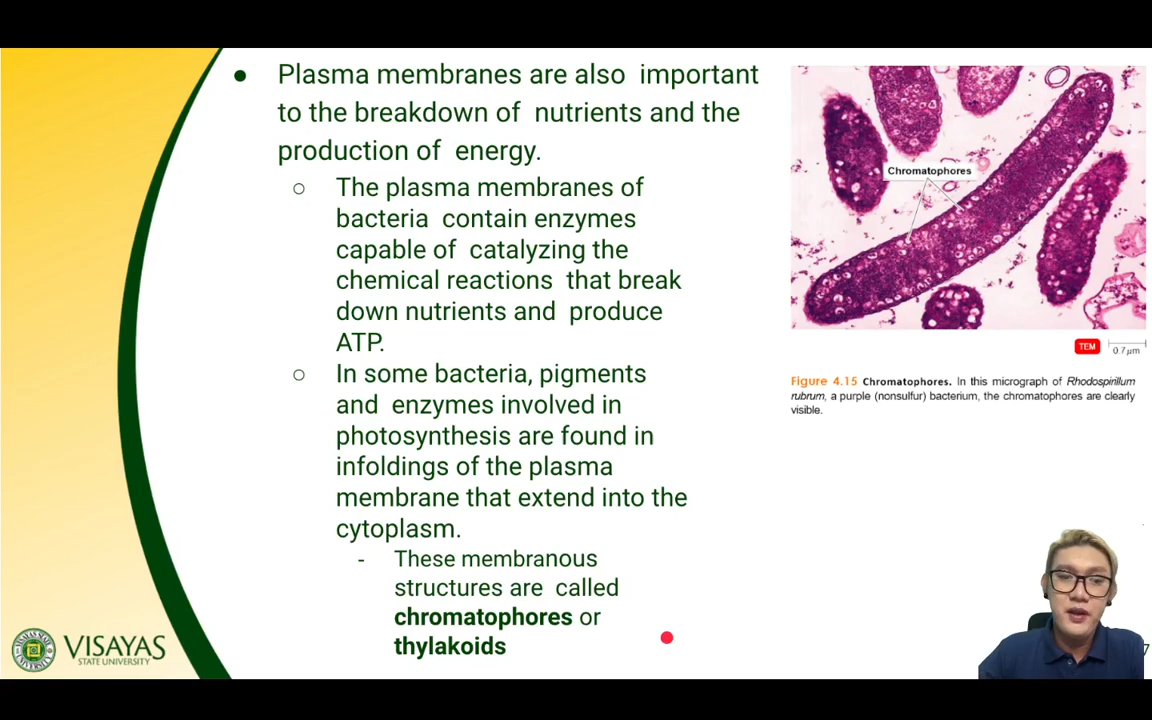 ● Plasma membranes are also important
to the breakdown of nutrients and the
production of energy.
○ The plasma membranes of
bacteria contain enzymes
capable of catalyzing the
chemical reactions that break
down nutrients and produce
ATP.
○ In some bacteria, pigments
and enzymes involved in
photosynthesis are found in
infoldings of the plasma
membrane that extend into the
cytoplasm.
- These membranous
structures are called
chromatophores or
thylakoids
Chromatophores
TEM
0.7 µm
Figure 4.15 Chromatophores. In this micrograph of Rhodospirillum
rubrum, a purple (nonsulfur) bacterium, the chromatophores are clearly
visible.
VISAYAS
STATE UNIVERSITY
7